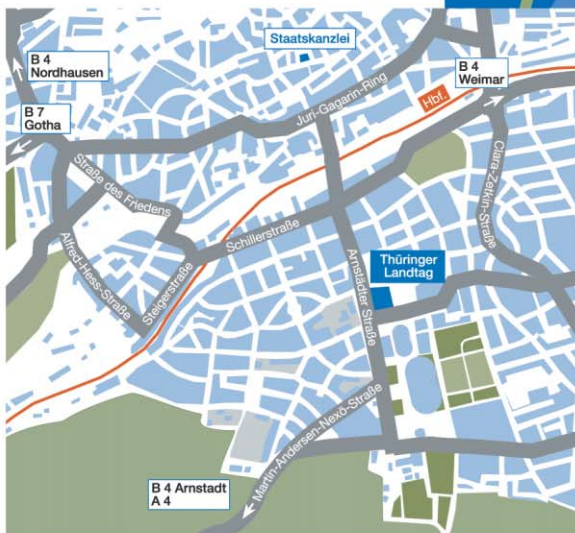 Staatskanzlei
B 4
Nordhausen
B 4
Weimar
Hbf.
B 7
Gotha
Juri-Gagarin-Ring
Straße des Friedens
Clara-Zetkin-Straße
Schillerstraße
Alfred-Hess-Straße
Steigerstraße
Arnstädter Straße
Thüringer
Landtag
Martin-Andersen-Nexö-Straße
B 4 Arnstadt
A 4